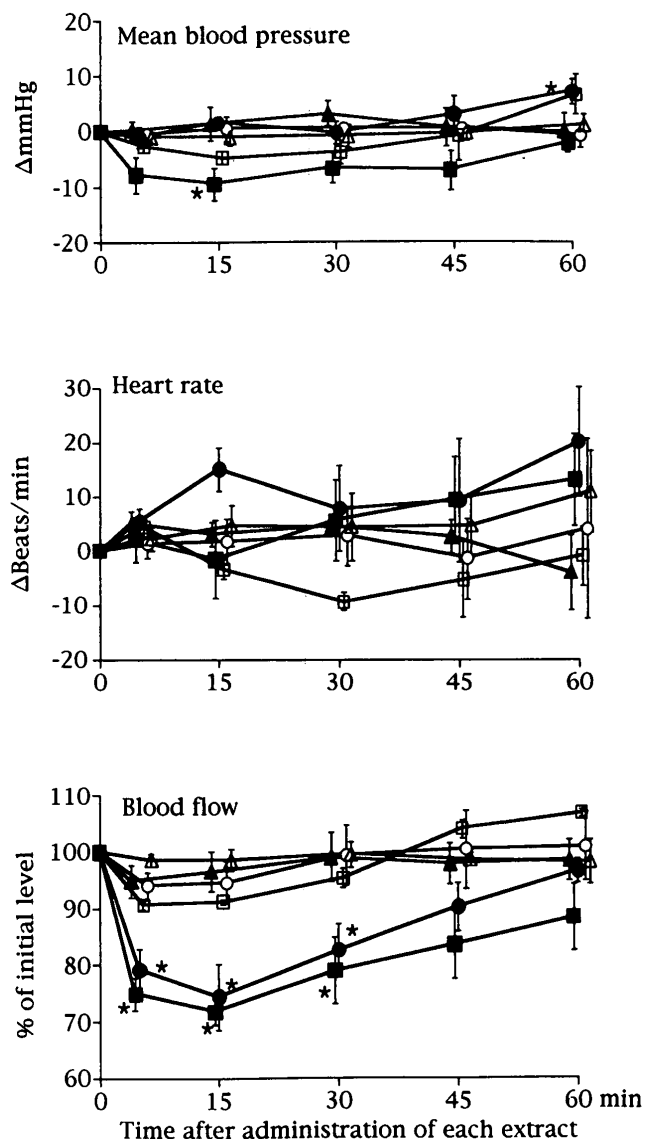 Mean blood pressure
ΔmmHg
20
10
0
-10
-20
*
*
0 15 30 45 60
Heart rate
ΔBeats/min
30
20
10
0
-10
-20
0 15 30 45 60
Blood flow
% of initial level
110
100
90
80
70
60
* * *
* * *
0 15 30 45 60 min
Time after administration of each extract